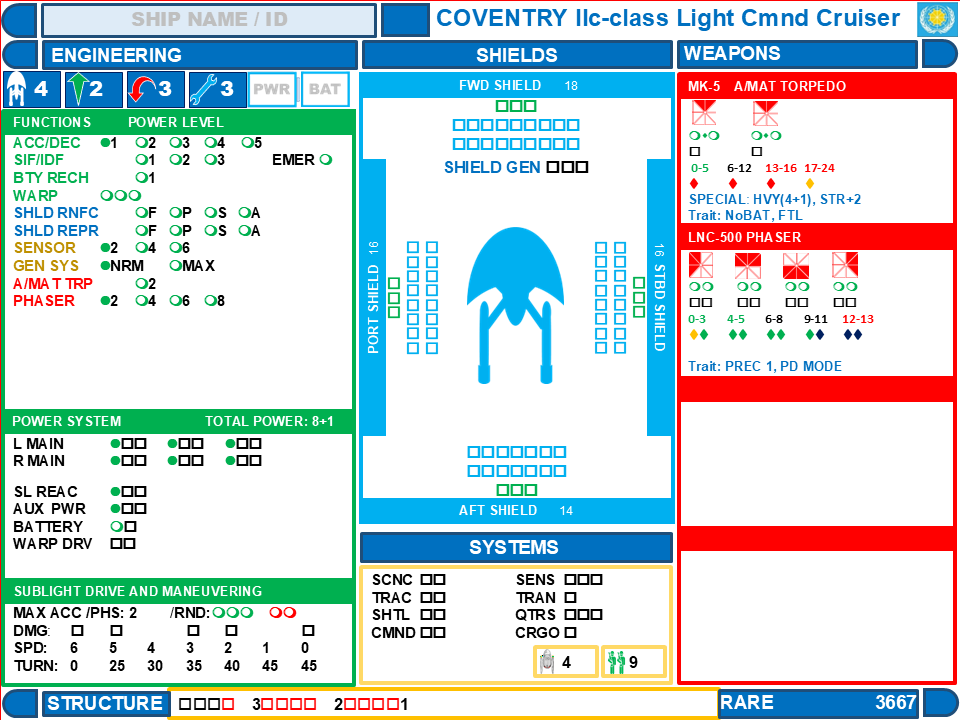 SHIP NAME / ID
COVENTRY IIc-class Light Cmnd Cruiser
ENGINEERING
SHIELDS
WEAPONS
4
2
3
3
PWR
BAT
FUNCTIONS POWER LEVEL
ACC/DEC 1 2 3 4 5
SIF/IDF 1 2 3 EMER
BTY RECH 1
WARP
SHLD RNFC F P S A
SHLD REPR F P S A
SENSOR 2 4 6
GEN SYS NRM MAX
A/MAT TRP 2
PHASER 2 4 6 8
POWER SYSTEM TOTAL POWER: 8+1
L MAIN
R MAIN
SL REAC
AUX PWR
BATTERY
WARP DRV
SUBLIGHT DRIVE AND MANUVERING
MAX ACC /PHS: 2 /RND:
DMG:
SPD: 6 5 4 3 2 1 0
TURN: 0 25 30 35 40 45 45
FWD SHIELD 18
SHIELD GEN
PORT SHIELD 16
16 STBD SHIELD
AFT SHIELD 14
SYSTEMS
SCNC SENS
TRAC TRAN
SHTL QTRS
CMND CRGO
4 9
MK-5 A/MAT TORPEDO
0-5 6-12 13-16 17-24
SPECIAL: HVY(4+1), STR+2
Trait: NoBAT, FTL
LNC-500 PHASER
0-3 4-5 6-8 9-11 12-13
Trait: PREC 1, PD MODE
STRUCTURE 3 2 1
RARE 3667